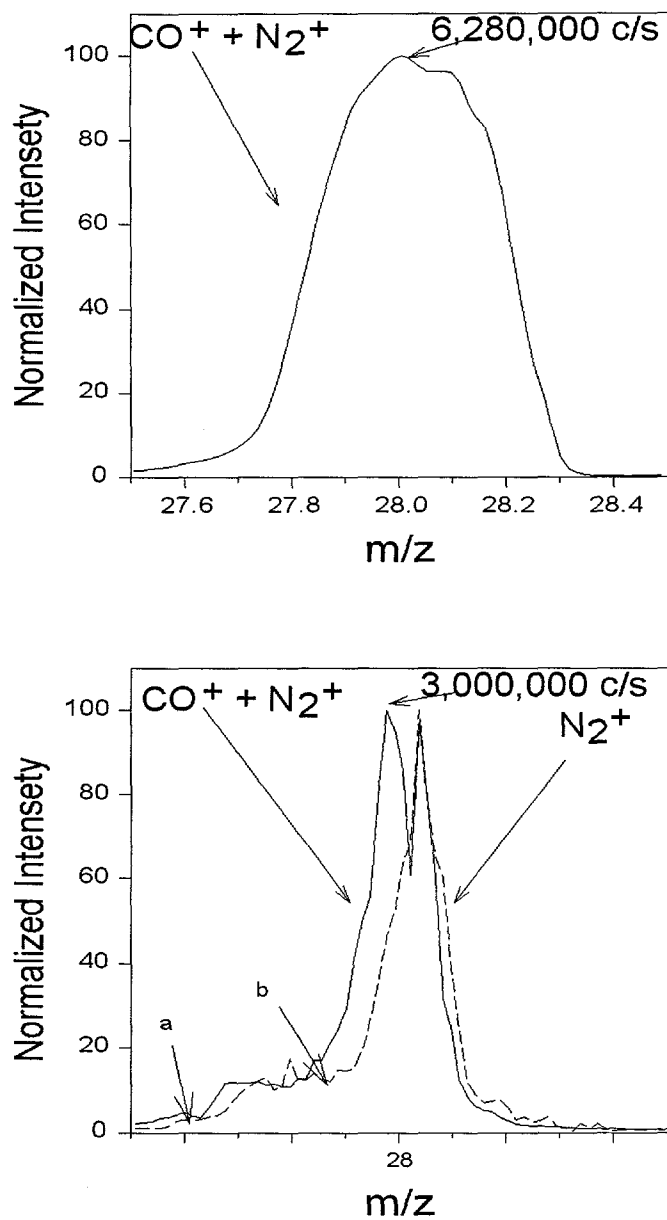 CO+ + N2+
6,280,000 c/s
100
80
60
40
20
0
Normalized Intensety
27.6
27.8
28.0
28.2
28.4
m/z
CO+ + N2+
3,000,000 c/s
N2+
100
80
60
40
20
0
Normalized Intensety
a
b
28
m/z